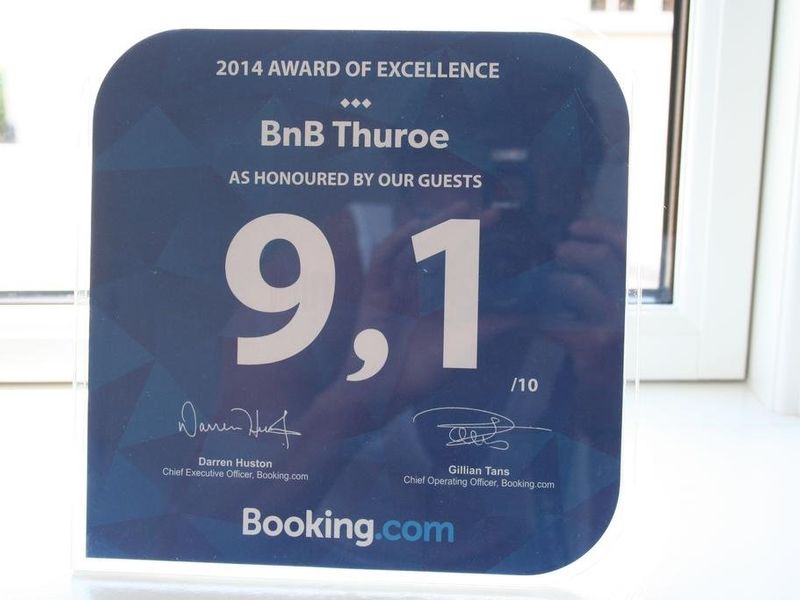 2014 AWARD OF EXCELLENCE
BnB Thuroe
AS HONOURED BY OUR GUESTS
9,1
/10
Darren Huston
Chief Executive Officer, Booking.com
Gillian Tans
Chief Operating Officer, Booking.com
Booking.com